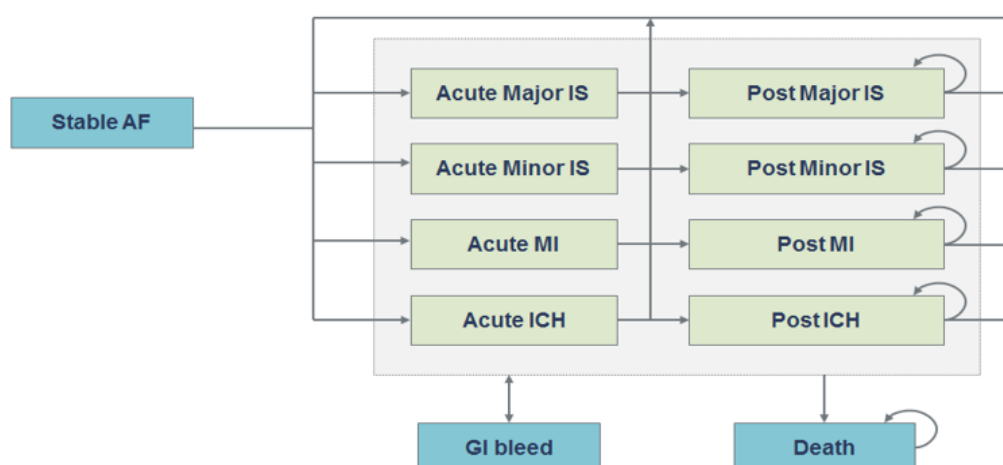 Stable AF
Acute Major IS
Post Major IS
Acute Minor IS
Post Minor IS
Acute MI
Post MI
Acute ICH
Post ICH
GI bleed
Death